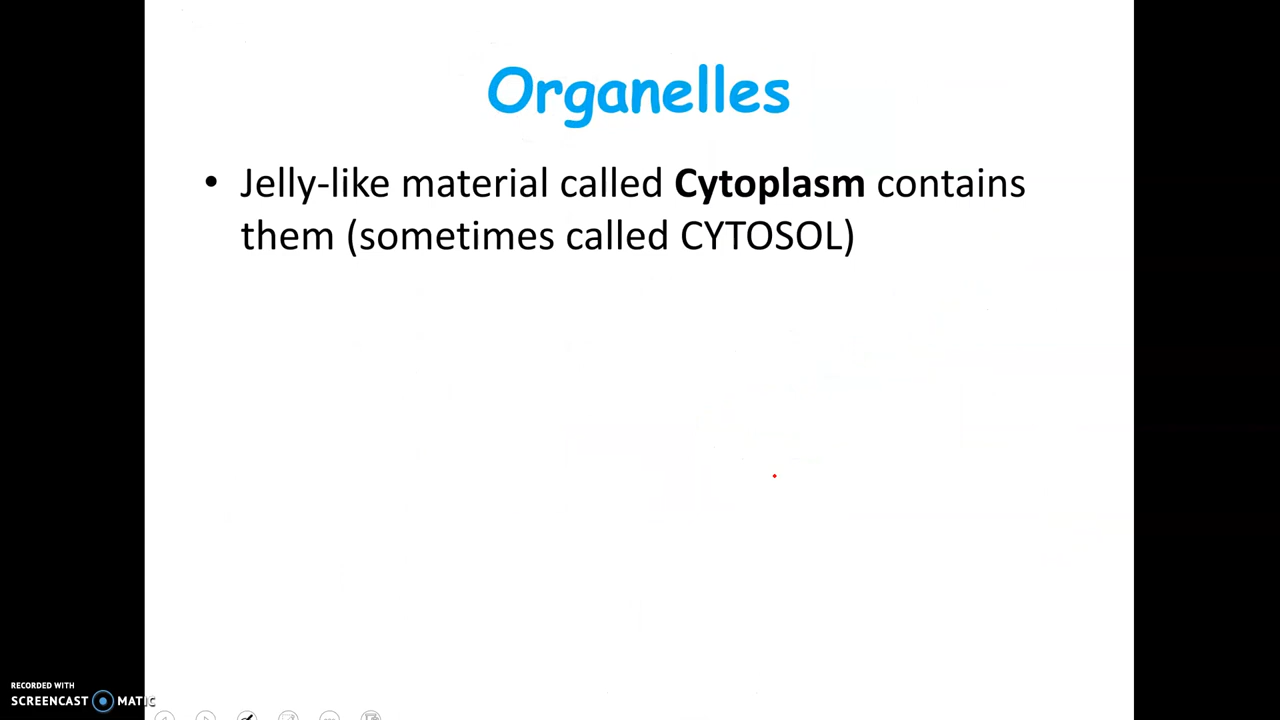 Organelles
• Jelly-like material called Cytoplasm contains
them (sometimes called CYTOSOL)
RECORDED WITH
SCREENCAST MATIC